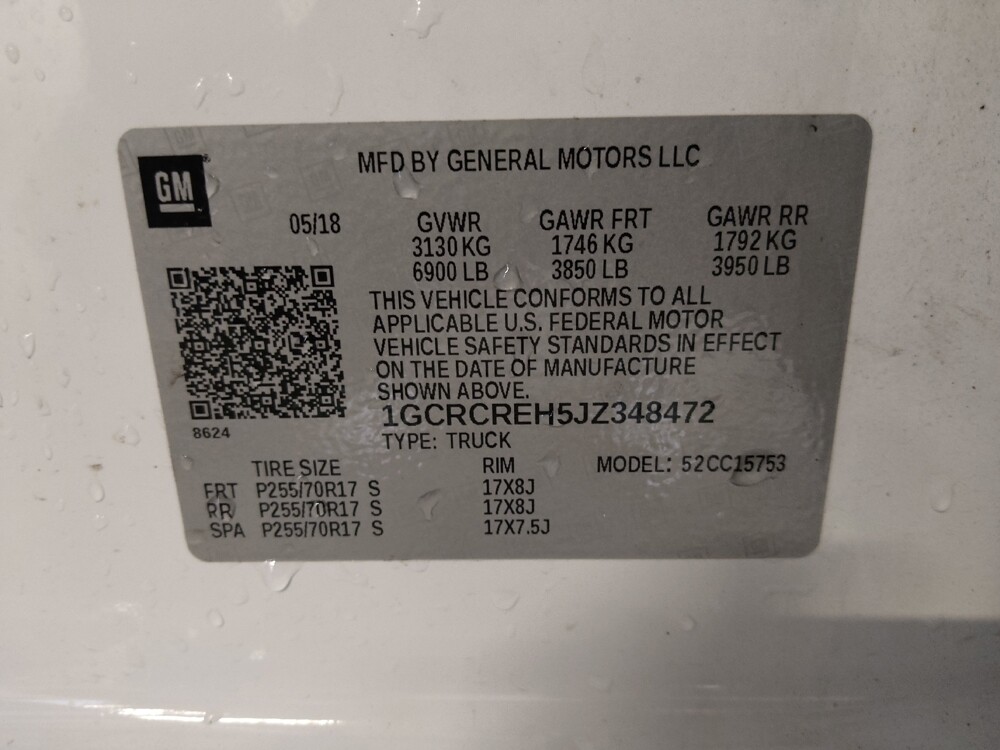 GM
MFD BY GENERAL MOTORS LLC
05/18 GVWR GAWR FRT GAWR RR
3130 KG 1746 KG 1792 KG
6900 LB 3850 LB 3950 LB
THIS VEHICLE CONFORMS TO ALL
APPLICABLE U.S. FEDERAL MOTOR
VEHICLE SAFETY STANDARDS IN EFFECT
ON THE DATE OF MANUFACTURE
SHOWN ABOVE.
1GCRCREH5JZ348472
8624
TYPE: TRUCK
TIRE SIZE RIM MODEL: 52CC15753
FRT P255/70R17 S 17X8J
RR P255/70R17 S 17X8J
SPA P255/70R17 S 17X7.5J